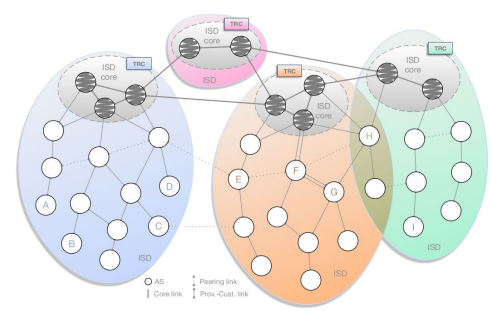 TRC
ISD
core
ISD
TRC
ISD
core
TRC
ISD
core
TRC
ISD
core
A
B
C
D
ISD
E
F
G
H
ISD
I
ISD
AS
Peering link
Core link
Prov.-Cust. link